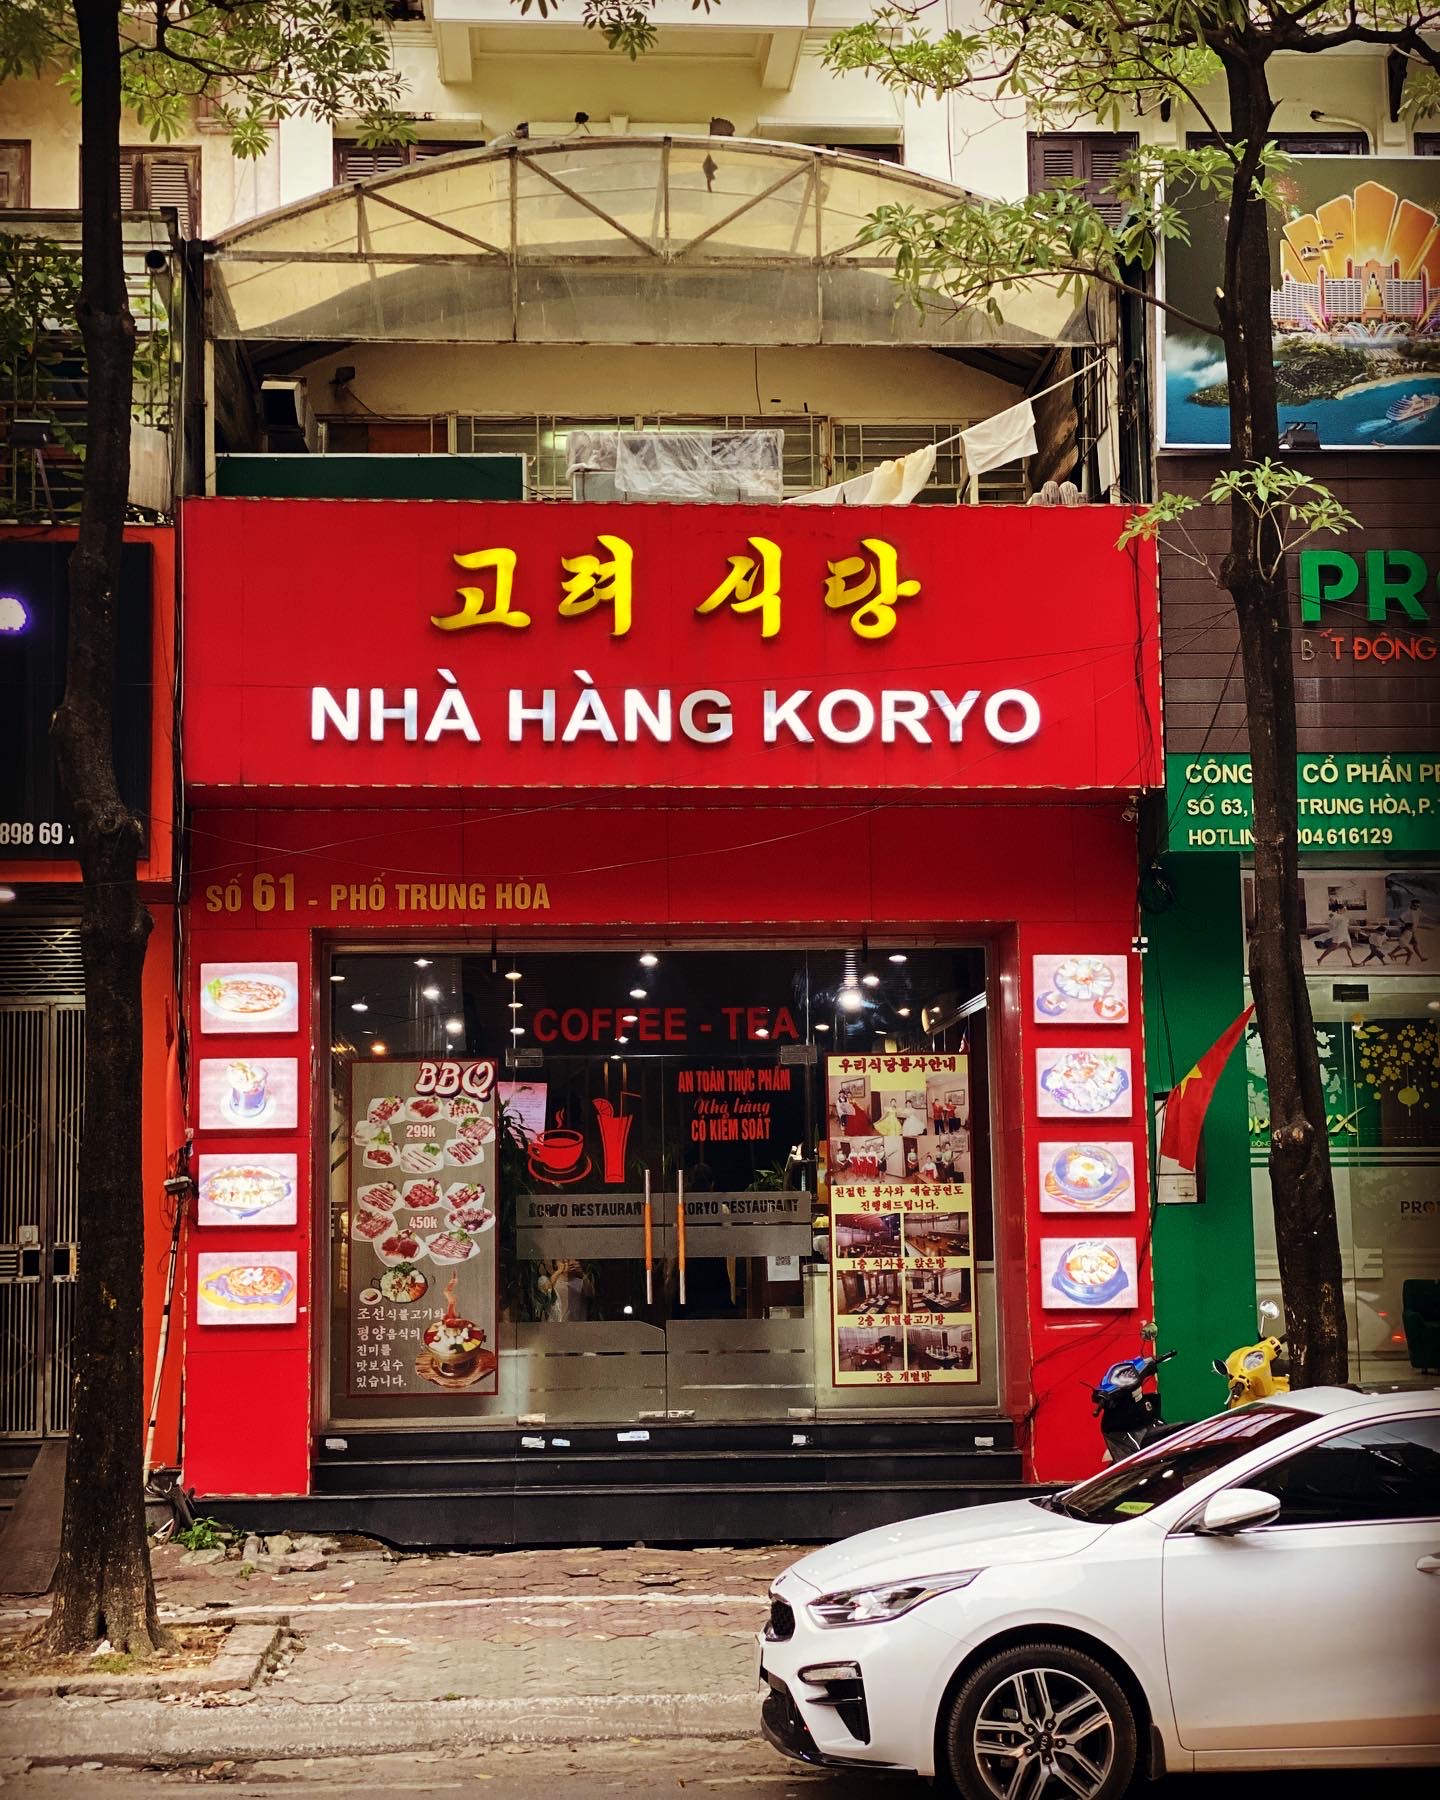 고려 식당
NHÀ HÀNG KORYO
SỐ 61 - PHỐ TRUNG HÒA
COFFEE - TEA
BBQ
299k
450k
조선식불고기와
평양음식의
진미를
맛보실수
있습니다.
AN TOÀN THỰC PHẨM
Nhà hàng
CÓ KIỂM SOÁT
KORYO RESTAURANT
KORYO RESTAURANT
우리식당봉사안내
친절한 봉사와 예술공연도
진행해드립니다.
1층 식사홀, 앉은방
2층 개별불고기방
3층 개별방
898 69
BẤT ĐỘNG
CÔNG CỔ PHẦN
SỐ 63, TRUNG HÒA, P.
004 616129
KIA